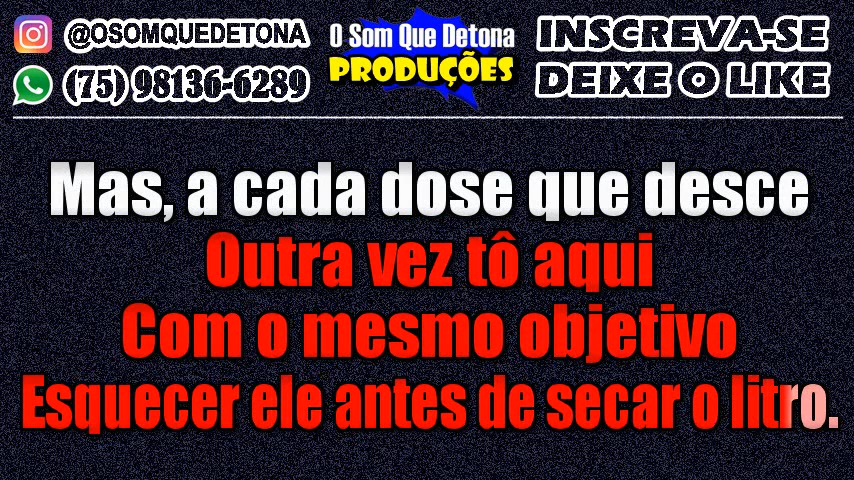 @OSOMQUEDETONA
(75) 98136-6289
O Som Que Detona
PRODUÇÕES
INSCREVA-SE
DEIXE O LIKE
Mas, a cada dose que desce
Outra vez tô aqui
Com o mesmo objetivo
Esquecer ele antes de secar o litro.